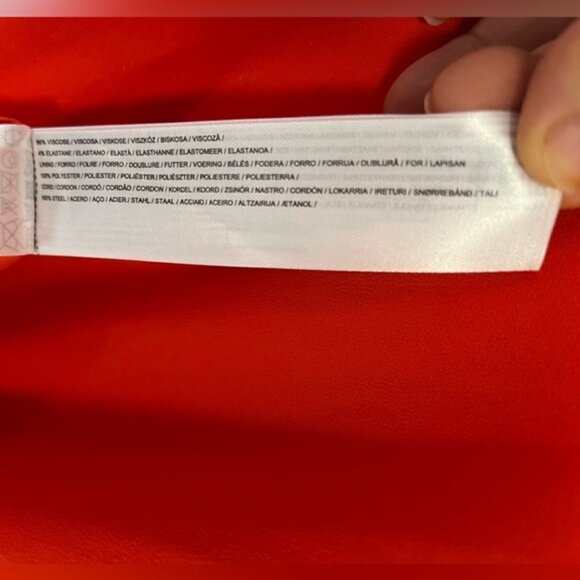 96% VISCOSE / VISCOSA / VISKOSE / VISZKÓZ / BISKOSA / VISCOZĂ /
4% ELASTANE / ELASTANO / ELASTÀ / ELASTHANNE / ELASTOMEER / ELASTANOA /
LINING / FORRO / FOLRE / FORRO / DOUBLURE / FUTTER / VOERING / BÉLÉS / FODERA / FORRO / FORRUA / DUBLURĂ / FOR / LAPISAN
100% POLYESTER / POLIESTER / POLIÈSTER / POLIÉSTER / POLYESTER / POLIÉSZTER / POLIESTERE / POLIESTERRA /
CORD / CORDON / CORDÓ / CORDÃO / CORDON / KORDEL / KOORD / ZSINÓR / NASTRO / CORDÓN / LOKARRIA / IRETURI / SNØRREBÅND / TALI
100% STEEL / ACERO / AÇO / ACIER / STAHL / STAAL / ACCIAIO / ACEIRO / ALTZAIRUA / ÆTANOL /